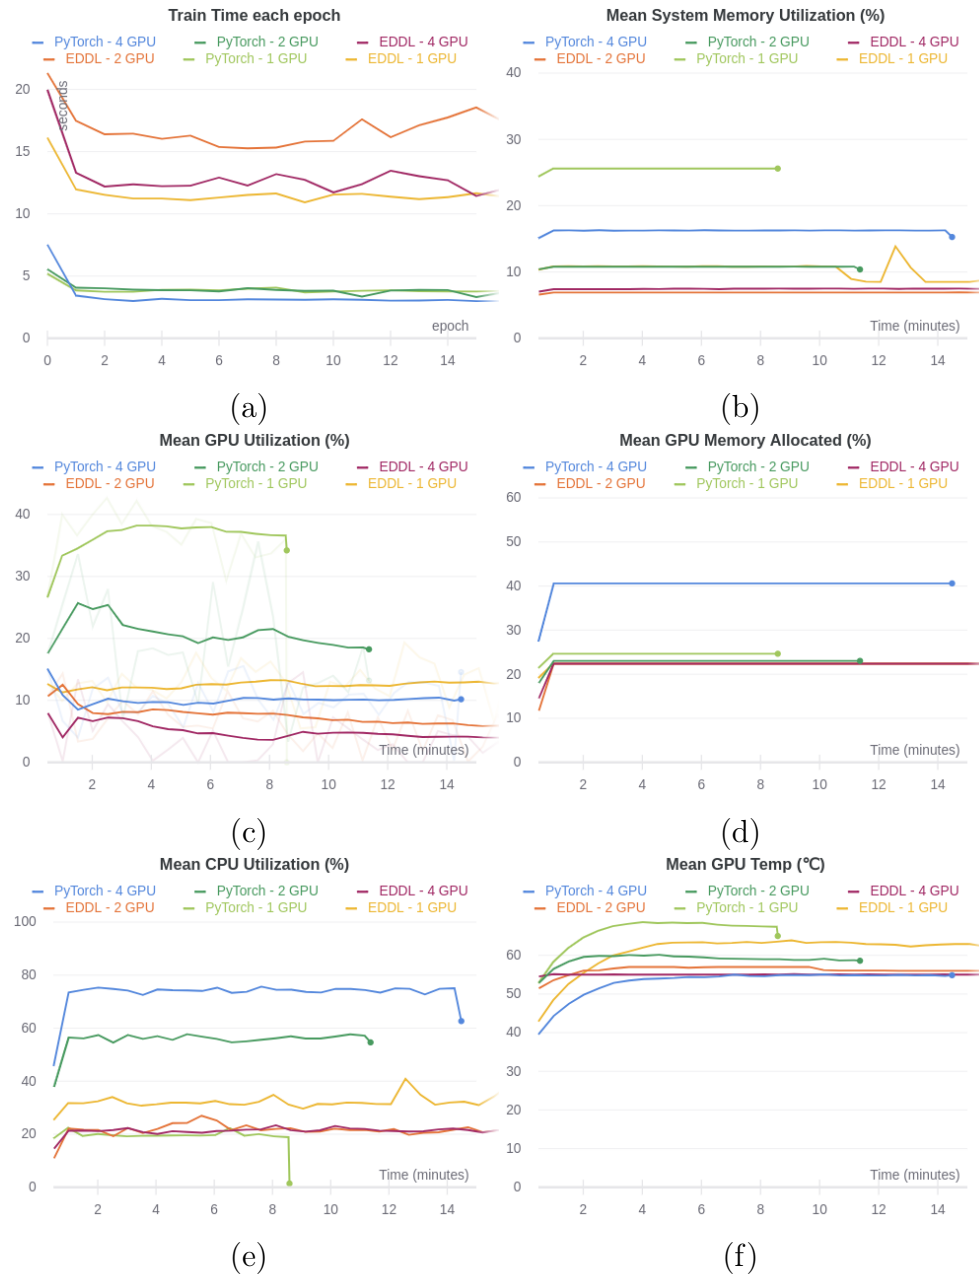 Train Time each epoch
PyTorch - 4 GPU PyTorch - 2 GPU EDDL - 4 GPU
EDDL - 2 GPU PyTorch - 1 GPU EDDL - 1 GPU
seconds
20
15
10
5
0
epoch
0 2 4 6 8 10 12 14
(a)
Mean System Memory Utilization (%)
PyTorch - 4 GPU PyTorch - 2 GPU EDDL - 4 GPU
EDDL - 2 GPU PyTorch - 1 GPU EDDL - 1 GPU
40
30
20
10
0
Time (minutes)
2 4 6 8 10 12 14
(b)
Mean GPU Utilization (%)
PyTorch - 4 GPU PyTorch - 2 GPU EDDL - 4 GPU
EDDL - 2 GPU PyTorch - 1 GPU EDDL - 1 GPU
40
30
20
10
0
Time (minutes)
2 4 6 8 10 12 14
(c)
Mean GPU Memory Allocated (%)
PyTorch - 4 GPU PyTorch - 2 GPU EDDL - 4 GPU
EDDL - 2 GPU PyTorch - 1 GPU EDDL - 1 GPU
60
50
40
30
20
10
0
Time (minutes)
2 4 6 8 10 12 14
(d)
Mean CPU Utilization (%)
PyTorch - 4 GPU PyTorch - 2 GPU EDDL - 4 GPU
EDDL - 2 GPU PyTorch - 1 GPU EDDL - 1 GPU
100
80
60
40
20
0
Time (minutes)
2 4 6 8 10 12 14
(e)
Mean GPU Temp (℃)
PyTorch - 4 GPU PyTorch - 2 GPU EDDL - 4 GPU
EDDL - 2 GPU PyTorch - 1 GPU EDDL - 1 GPU
60
50
40
30
20
10
0
Time (minutes)
2 4 6 8 10 12 14
(f)